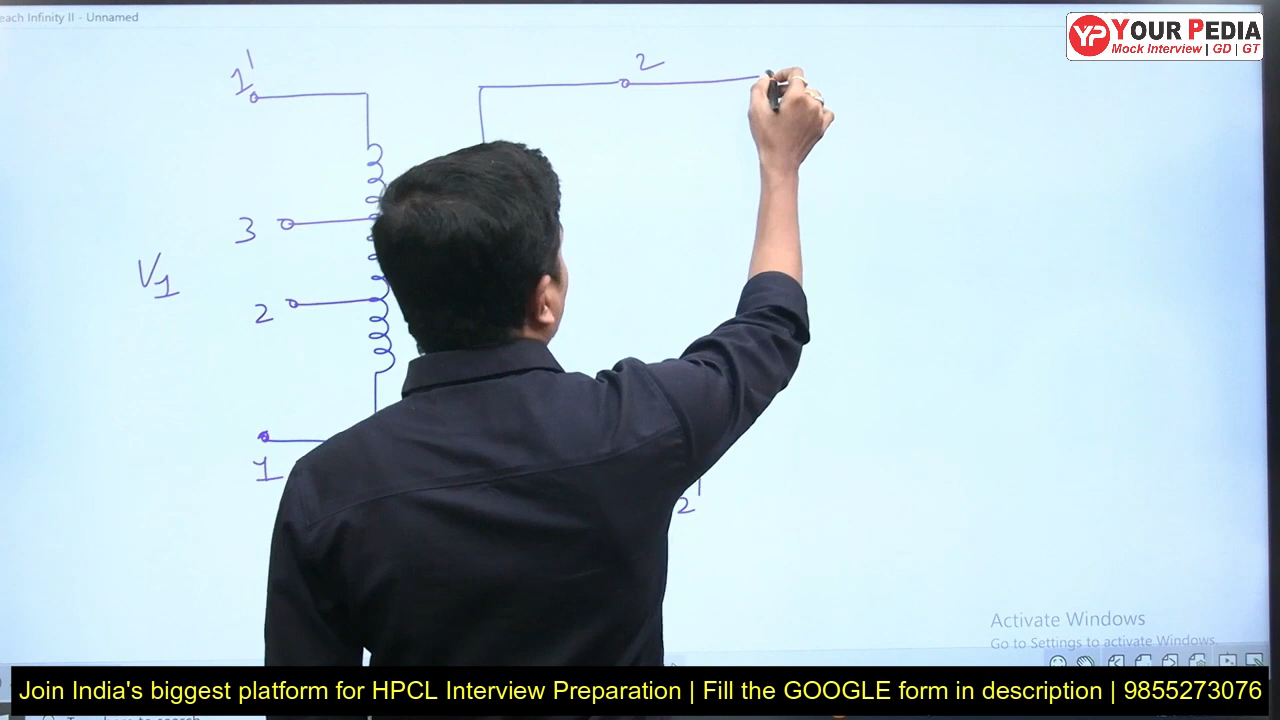 each Infinity II - Unnamed
YP YOUR PEDIA
Mock Interview | GD | GT
1'
2
3
V1
2
1
2
Activate Windows
Go to Settings to activate Windows.
Join India's biggest platform for HPCL Interview Preparation | Fill the GOOGLE form in description | 9855273076